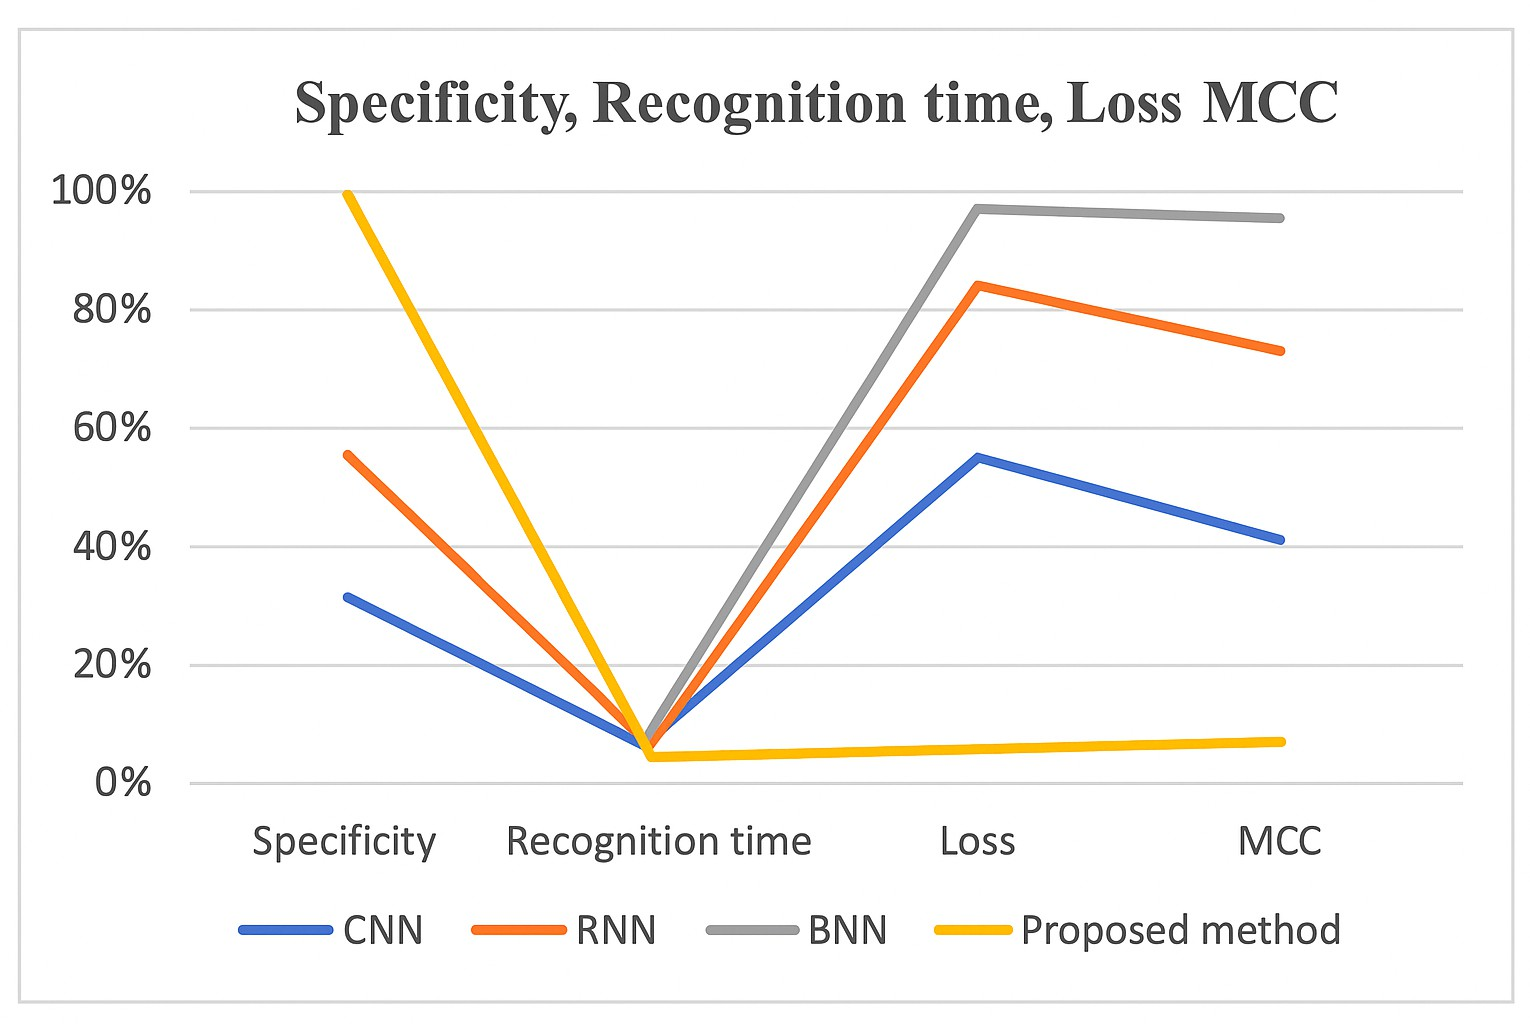 Specificity, Recognition time, Loss MCC
100%
80%
60%
40%
20%
0%
Specificity Recognition time Loss MCC
CNN RNN BNN Proposed method